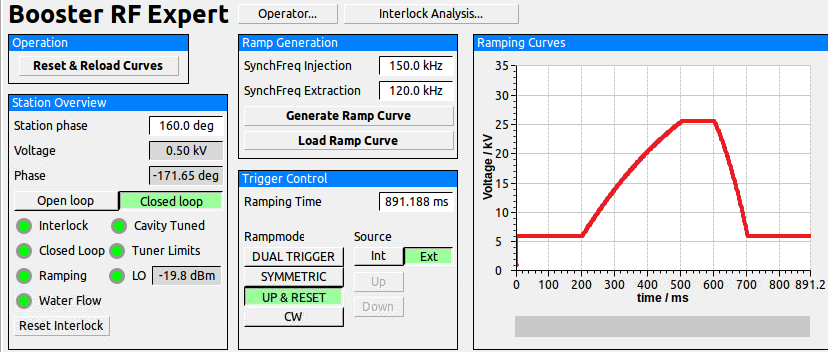 Booster RF Expert
Operator...
Interlock Analysis...
Operation
Reset & Reload Curves
Station Overview
Station phase 160.0 deg
Voltage 0.50 kV
Phase -171.65 deg
Open loop Closed loop
Interlock Cavity Tuned
Closed Loop Tuner Limits
Ramping LO -19.8 dBm
Water Flow
Reset Interlock
Ramp Generation
SynchFreq Injection 150.0 kHz
SynchFreq Extraction 120.0 kHz
Generate Ramp Curve
Load Ramp Curve
Trigger Control
Ramping Time 891.188 ms
Rampmode Source
DUAL TRIGGER Int Ext
SYMMETRIC Up
UP & RESET Down
CW
Ramping Curves
Voltage / kV
35
30
25
20
15
10
5
0
0 100 200 300 400 500 600 700 800 891.2
time / ms